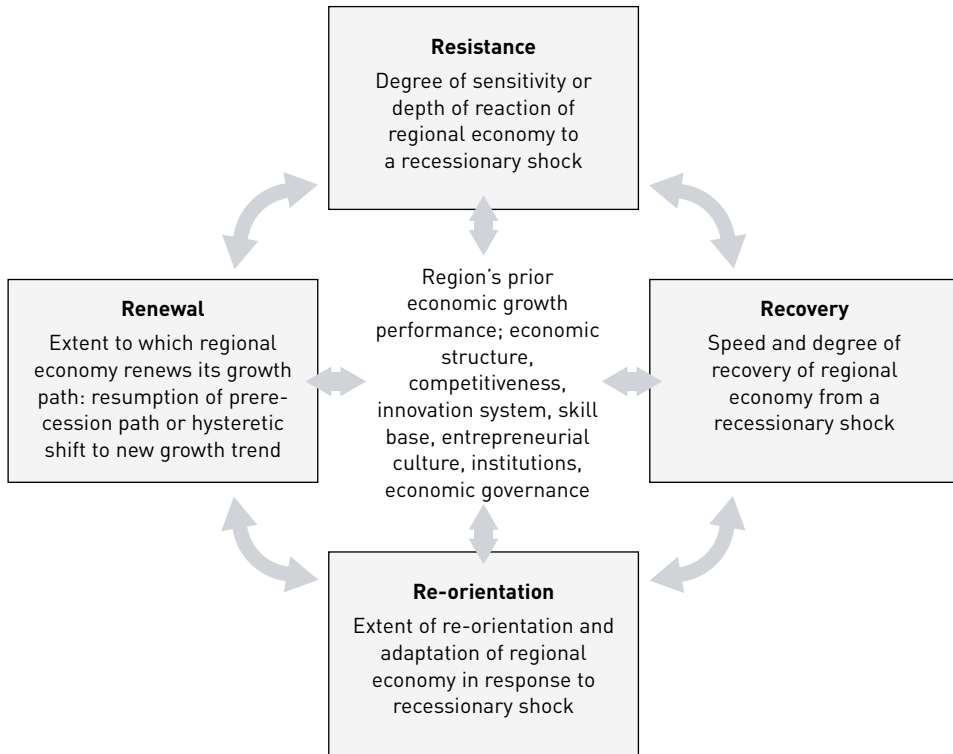 Resistance
Degree of sensitivity or
depth of reaction of
regional economy to
a recessionary shock
Renewal
Extent to which regional
economy renews its growth
path: resumption of prere-
cession path or hysteretic
shift to new growth trend
Region's prior
economic growth
performance; economic
structure,
competitiveness,
innovation system, skill
base, entrepreneurial
culture, institutions,
economic governance
Recovery
Speed and degree of
recovery of regional
economy from a
recessionary shock
Re-orientation
Extent of re-orientation and
adaptation of regional
economy in response to
recessionary shock